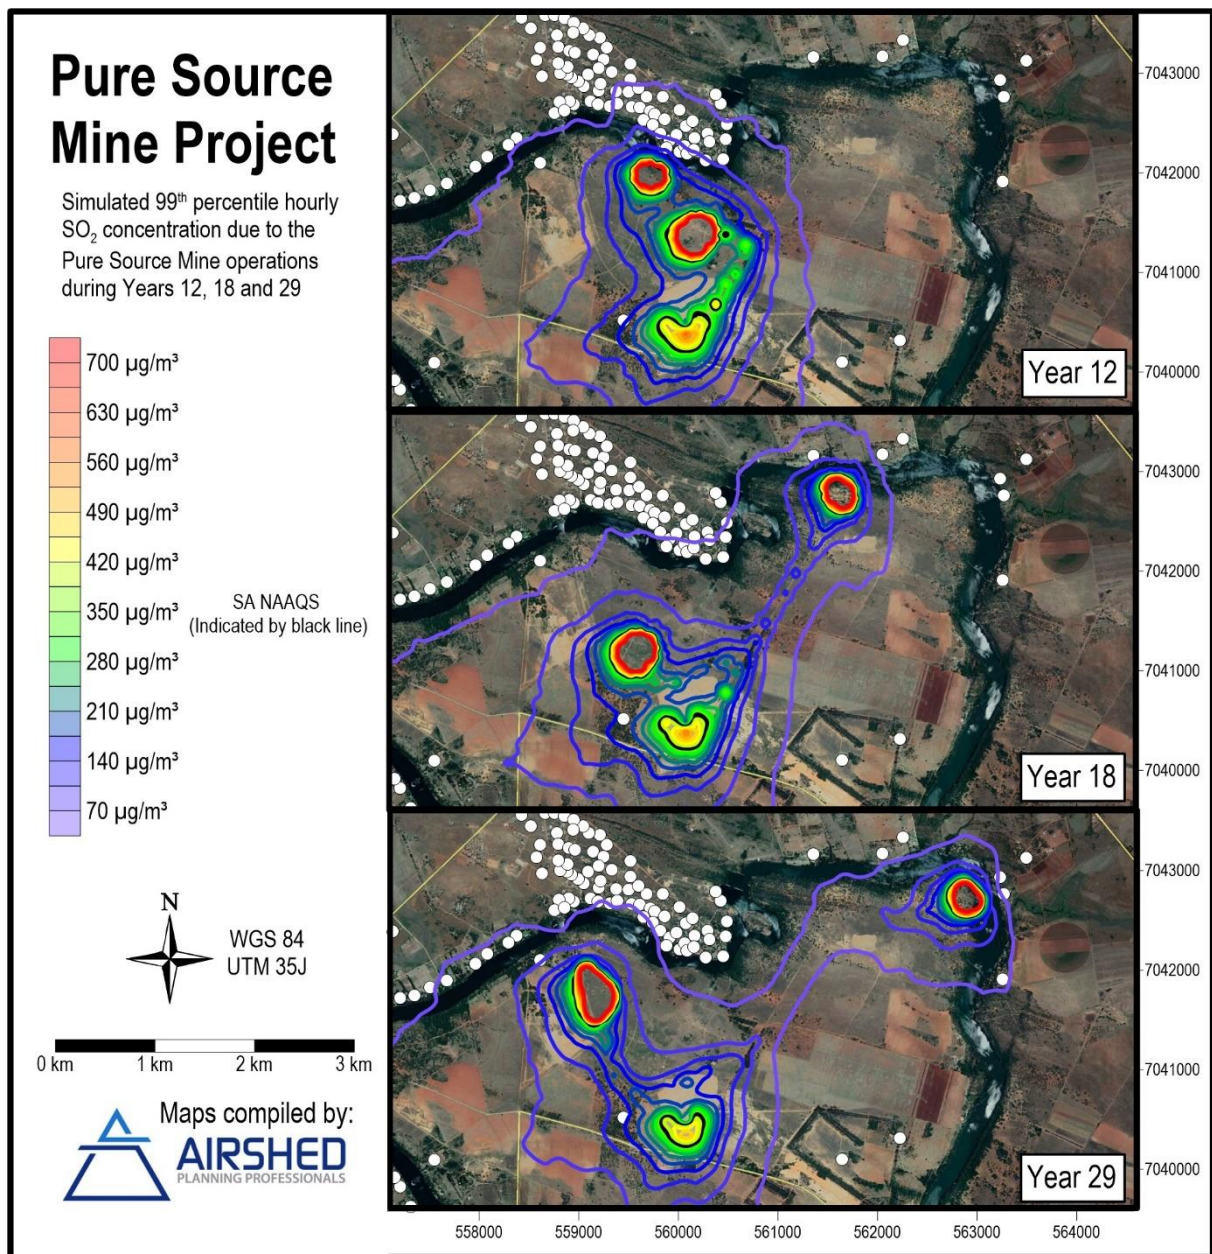 Pure Source
Mine Project
Simulated 99th percentile hourly
SO₂ concentration due to the
Pure Source Mine operations
during Years 12, 18 and 29
700 µg/m³
630 µg/m³
560 µg/m³
490 µg/m³
420 µg/m³
350 µg/m³
280 µg/m³
210 µg/m³
140 µg/m³
70 µg/m³
SA NAAQS
(Indicated by black line)
N
WGS 84
UTM 35J
0 km 1 km 2 km 3 km
Maps compiled by:
AIRSHED
PLANNING PROFESSIONALS
7043000
7042000
7041000
7040000
Year 12
7043000
7042000
7041000
7040000
Year 18
7043000
7042000
7041000
7040000
Year 29
558000 559000 560000 561000 562000 563000 564000